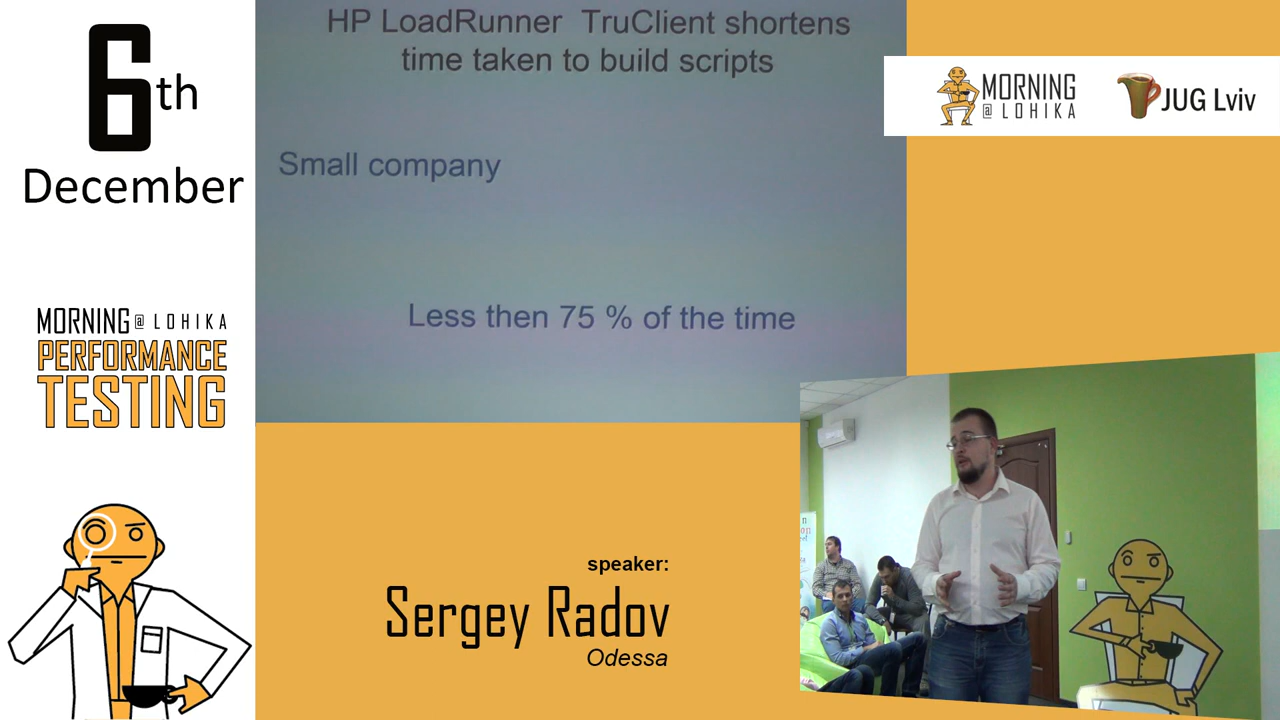 6th
December
MORNING
@ LOHIKA
PERFORMANCE
TESTING
HP LoadRunner TruClient shortens
time taken to build scripts
Small company
Less then 75 % of the time
MORNING
@ LOHIKA
JUG Lviv
speaker:
Sergey Radov
Odessa